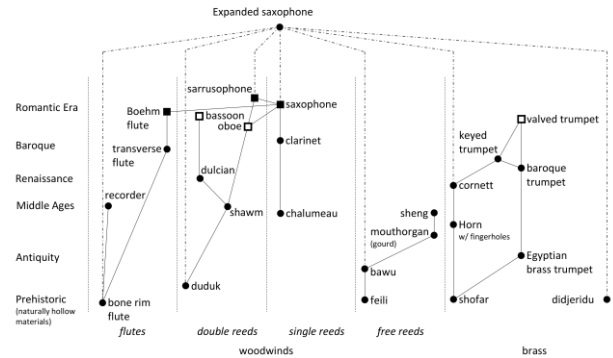 Expanded saxophone
sarrusophone
Romantic Era
Boehm
flute
bassoon
oboe
saxophone
valved trumpet
keyed
trumpet
Baroque
transverse
flute
clarinet
baroque
trumpet
Renaissance
dulcian
cornett
Middle Ages
recorder
shawm
chalumeau
sheng
mouthorgan
(gourd)
Horn
w/ fingerholes
Antiquity
Egyptian
brass trumpet
bawu
duduk
Prehistoric
(naturally hollow
materials)
bone rim
flute
feili
shofar
didjeridu
flutes
double reeds
single reeds
free reeds
woodwinds
brass